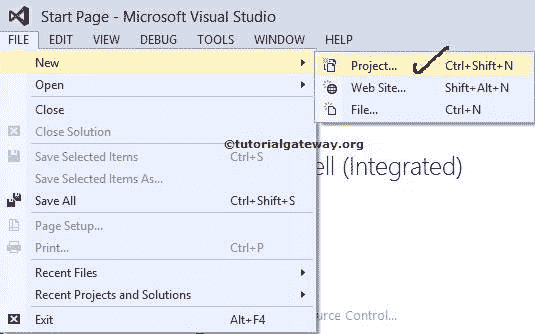 Start Page - Microsoft Visual Studio
FILE EDIT VIEW DEBUG TOOLS WINDOW HELP
New
Project... Ctrl+Shift+N
Open
Web Site... Shift+Alt+N
Close
File... Ctrl+N
Close Solution
©tutorialgateway.org
Save Selected Items Ctrl+S
ell (Integrated)
Save Selected Items As...
Save All Ctrl+Shift+S
Page Setup...
Print... Ctrl+P
Recent Files
Recent Projects and Solutions
urce Control...
Exit Alt+F4